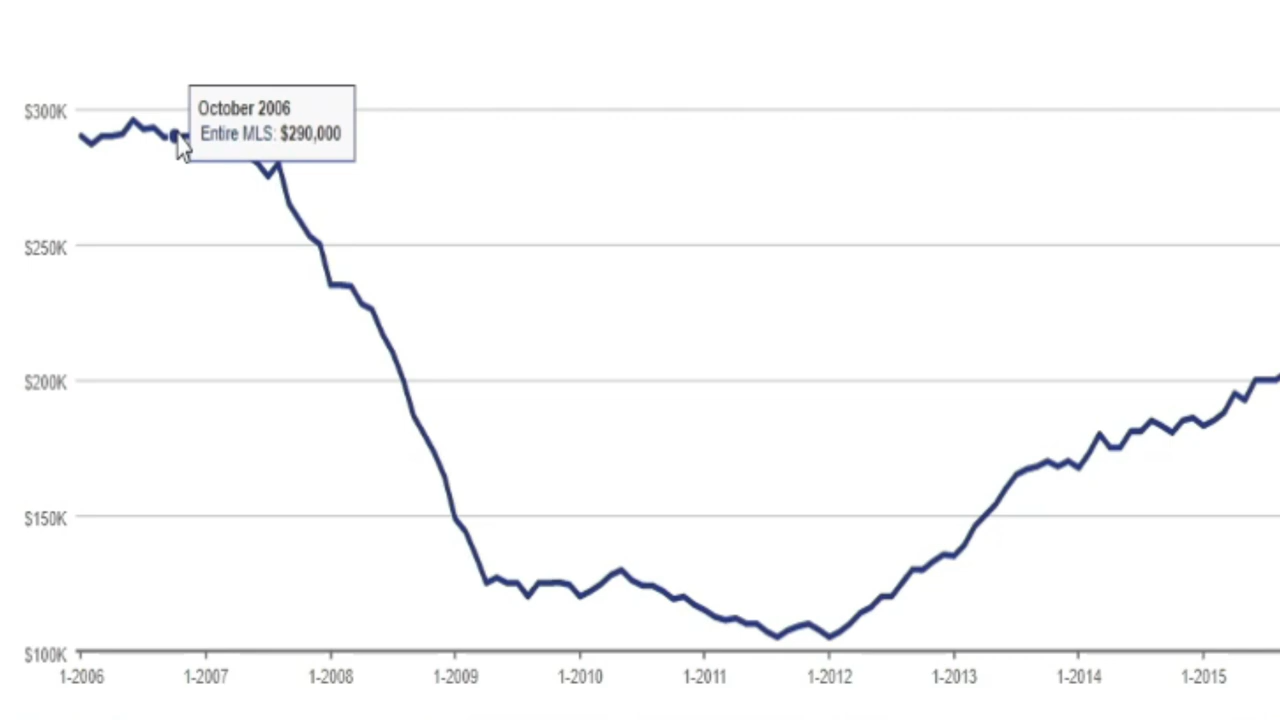 October 2006
Entire MLS: $290,000
$300K
$250K
$200K
$150K
$100K
1-2006 1-2007 1-2008 1-2009 1-2010 1-2011 1-2012 1-2013 1-2014 1-2015